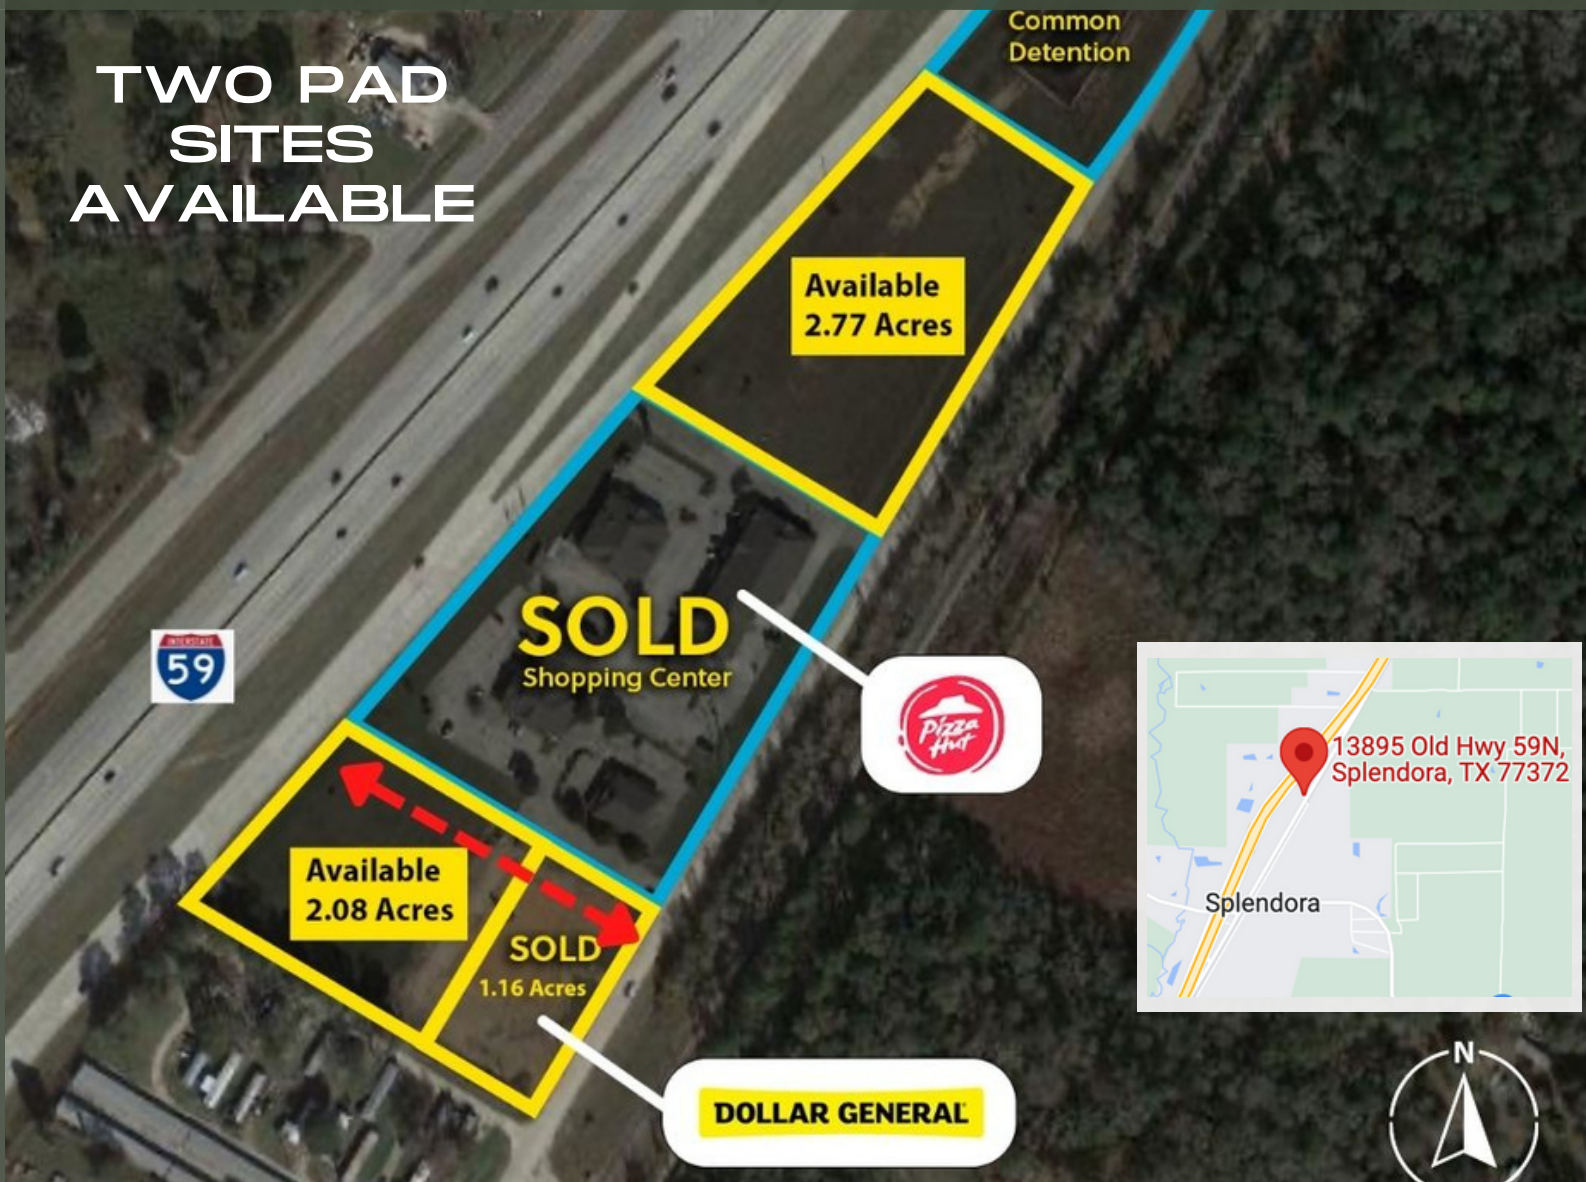 TWO PAD
SITES
AVAILABLE
Common
Detention
Available
2.77 Acres
SOLD
Shopping Center
INTERSTATE
59
Pizza
Hut
Available
2.08 Acres
SOLD
1.16 Acres
DOLLAR GENERAL
13895 Old Hwy 59N,
Splendora, TX 77372
Splendora
N